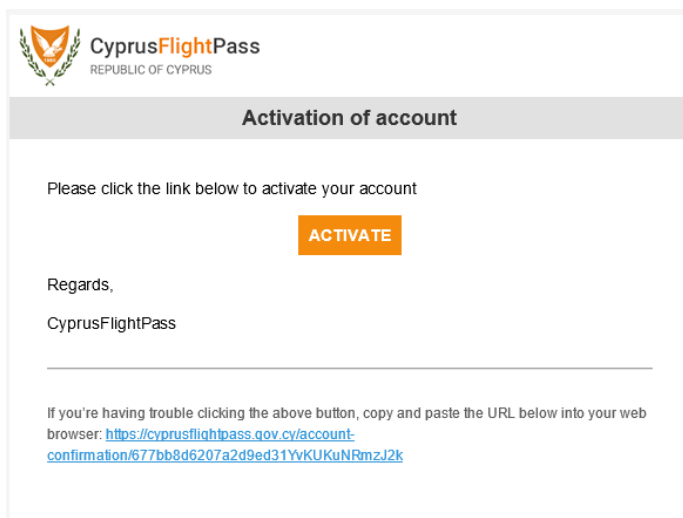 CyprusFlightPass
REPUBLIC OF CYPRUS
Activation of account
Please click the link below to activate your account
ACTIVATE
Regards,
CyprusFlightPass
If you're having trouble clicking the above button, copy and paste the URL below into your web
browser: https://cyprusflightpass.gov.cy/account-
confirmation/677bb8d6207a2d9ed31YvKUKuNRmzJ2k